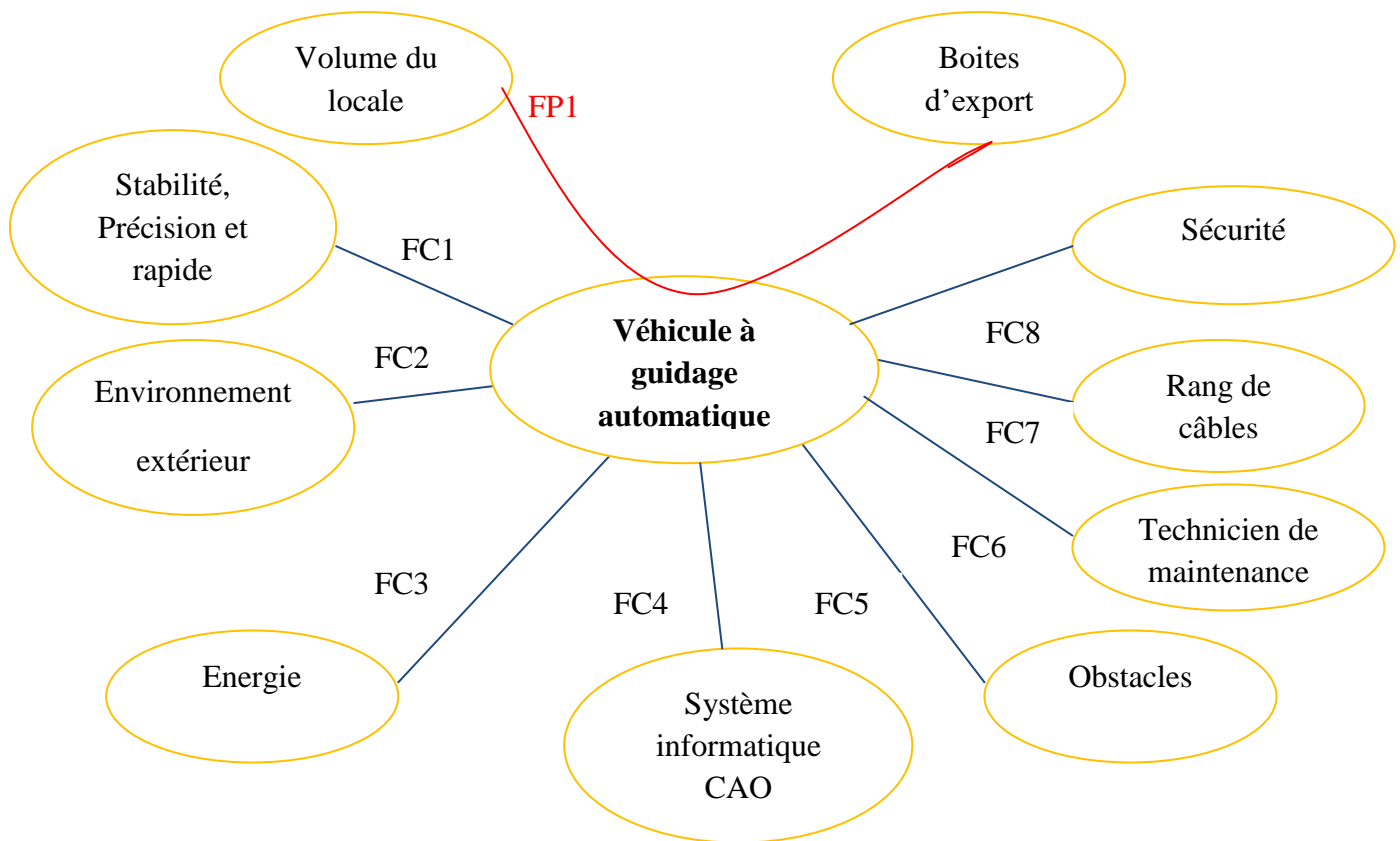 Volume du
locale
Boites
d'export
FP1
Stabilité,
Précision et
rapide
Sécurité
FC1
Véhicule à
guidage
automatique
FC8
FC2
Environnement
extérieur
Rang de
câbles
FC7
Technicien de
maintenance
FC6
FC3
FC4
FC5
Energie
Système
informatique
CAO
Obstacles